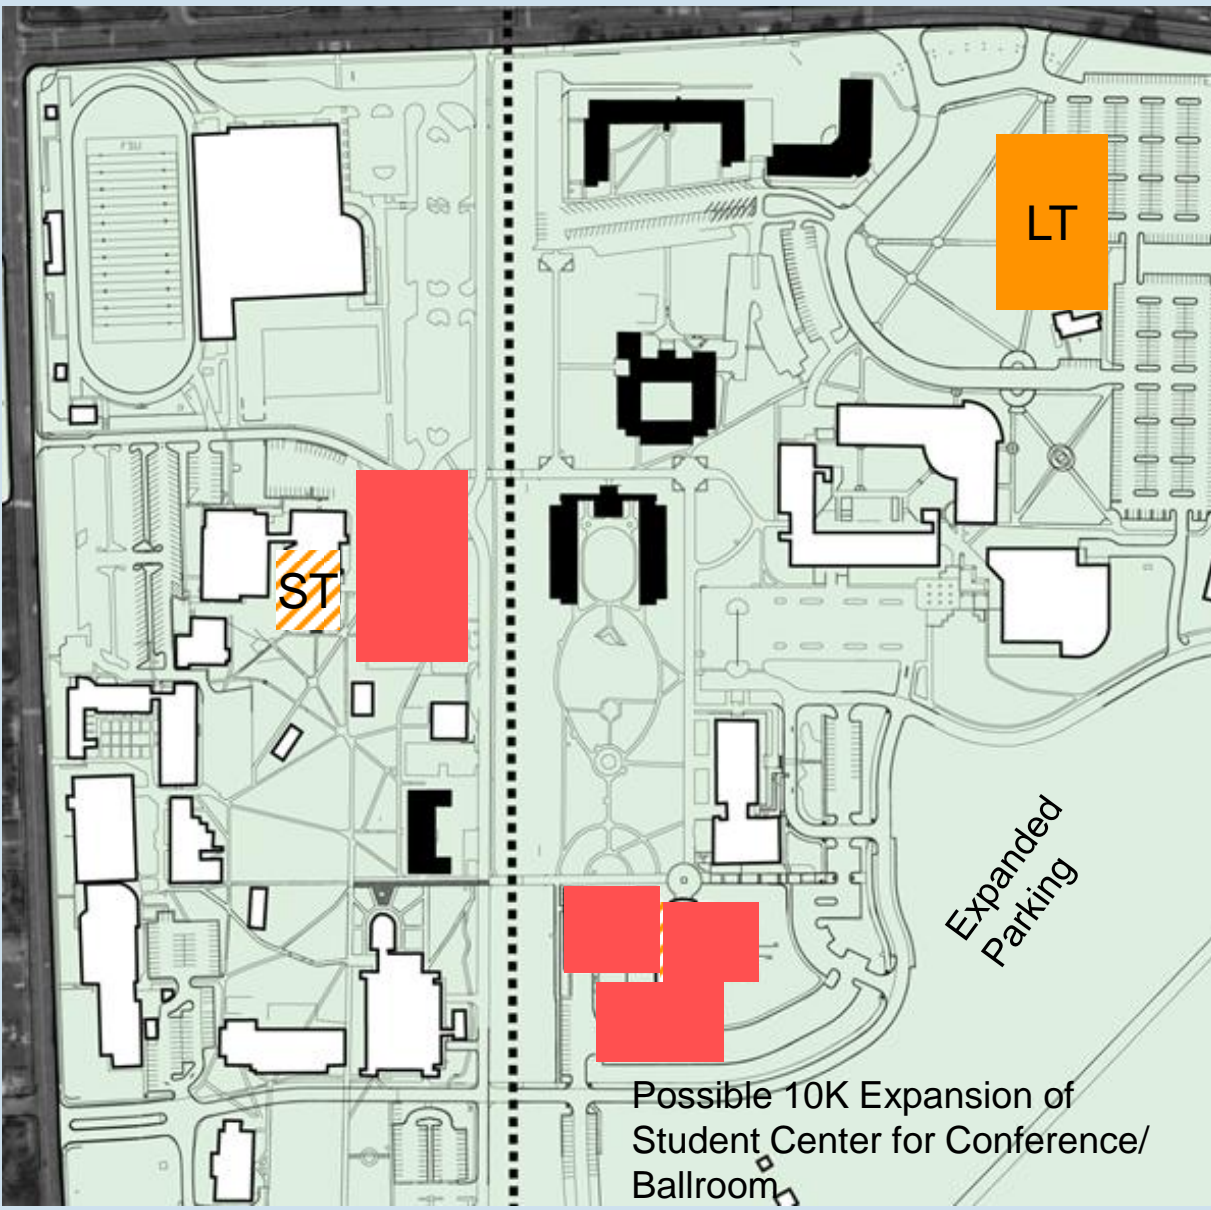 FSU
LT
ST
Expanded
Parking
Possible 10K Expansion of
Student Center for Conference/
Ballroom